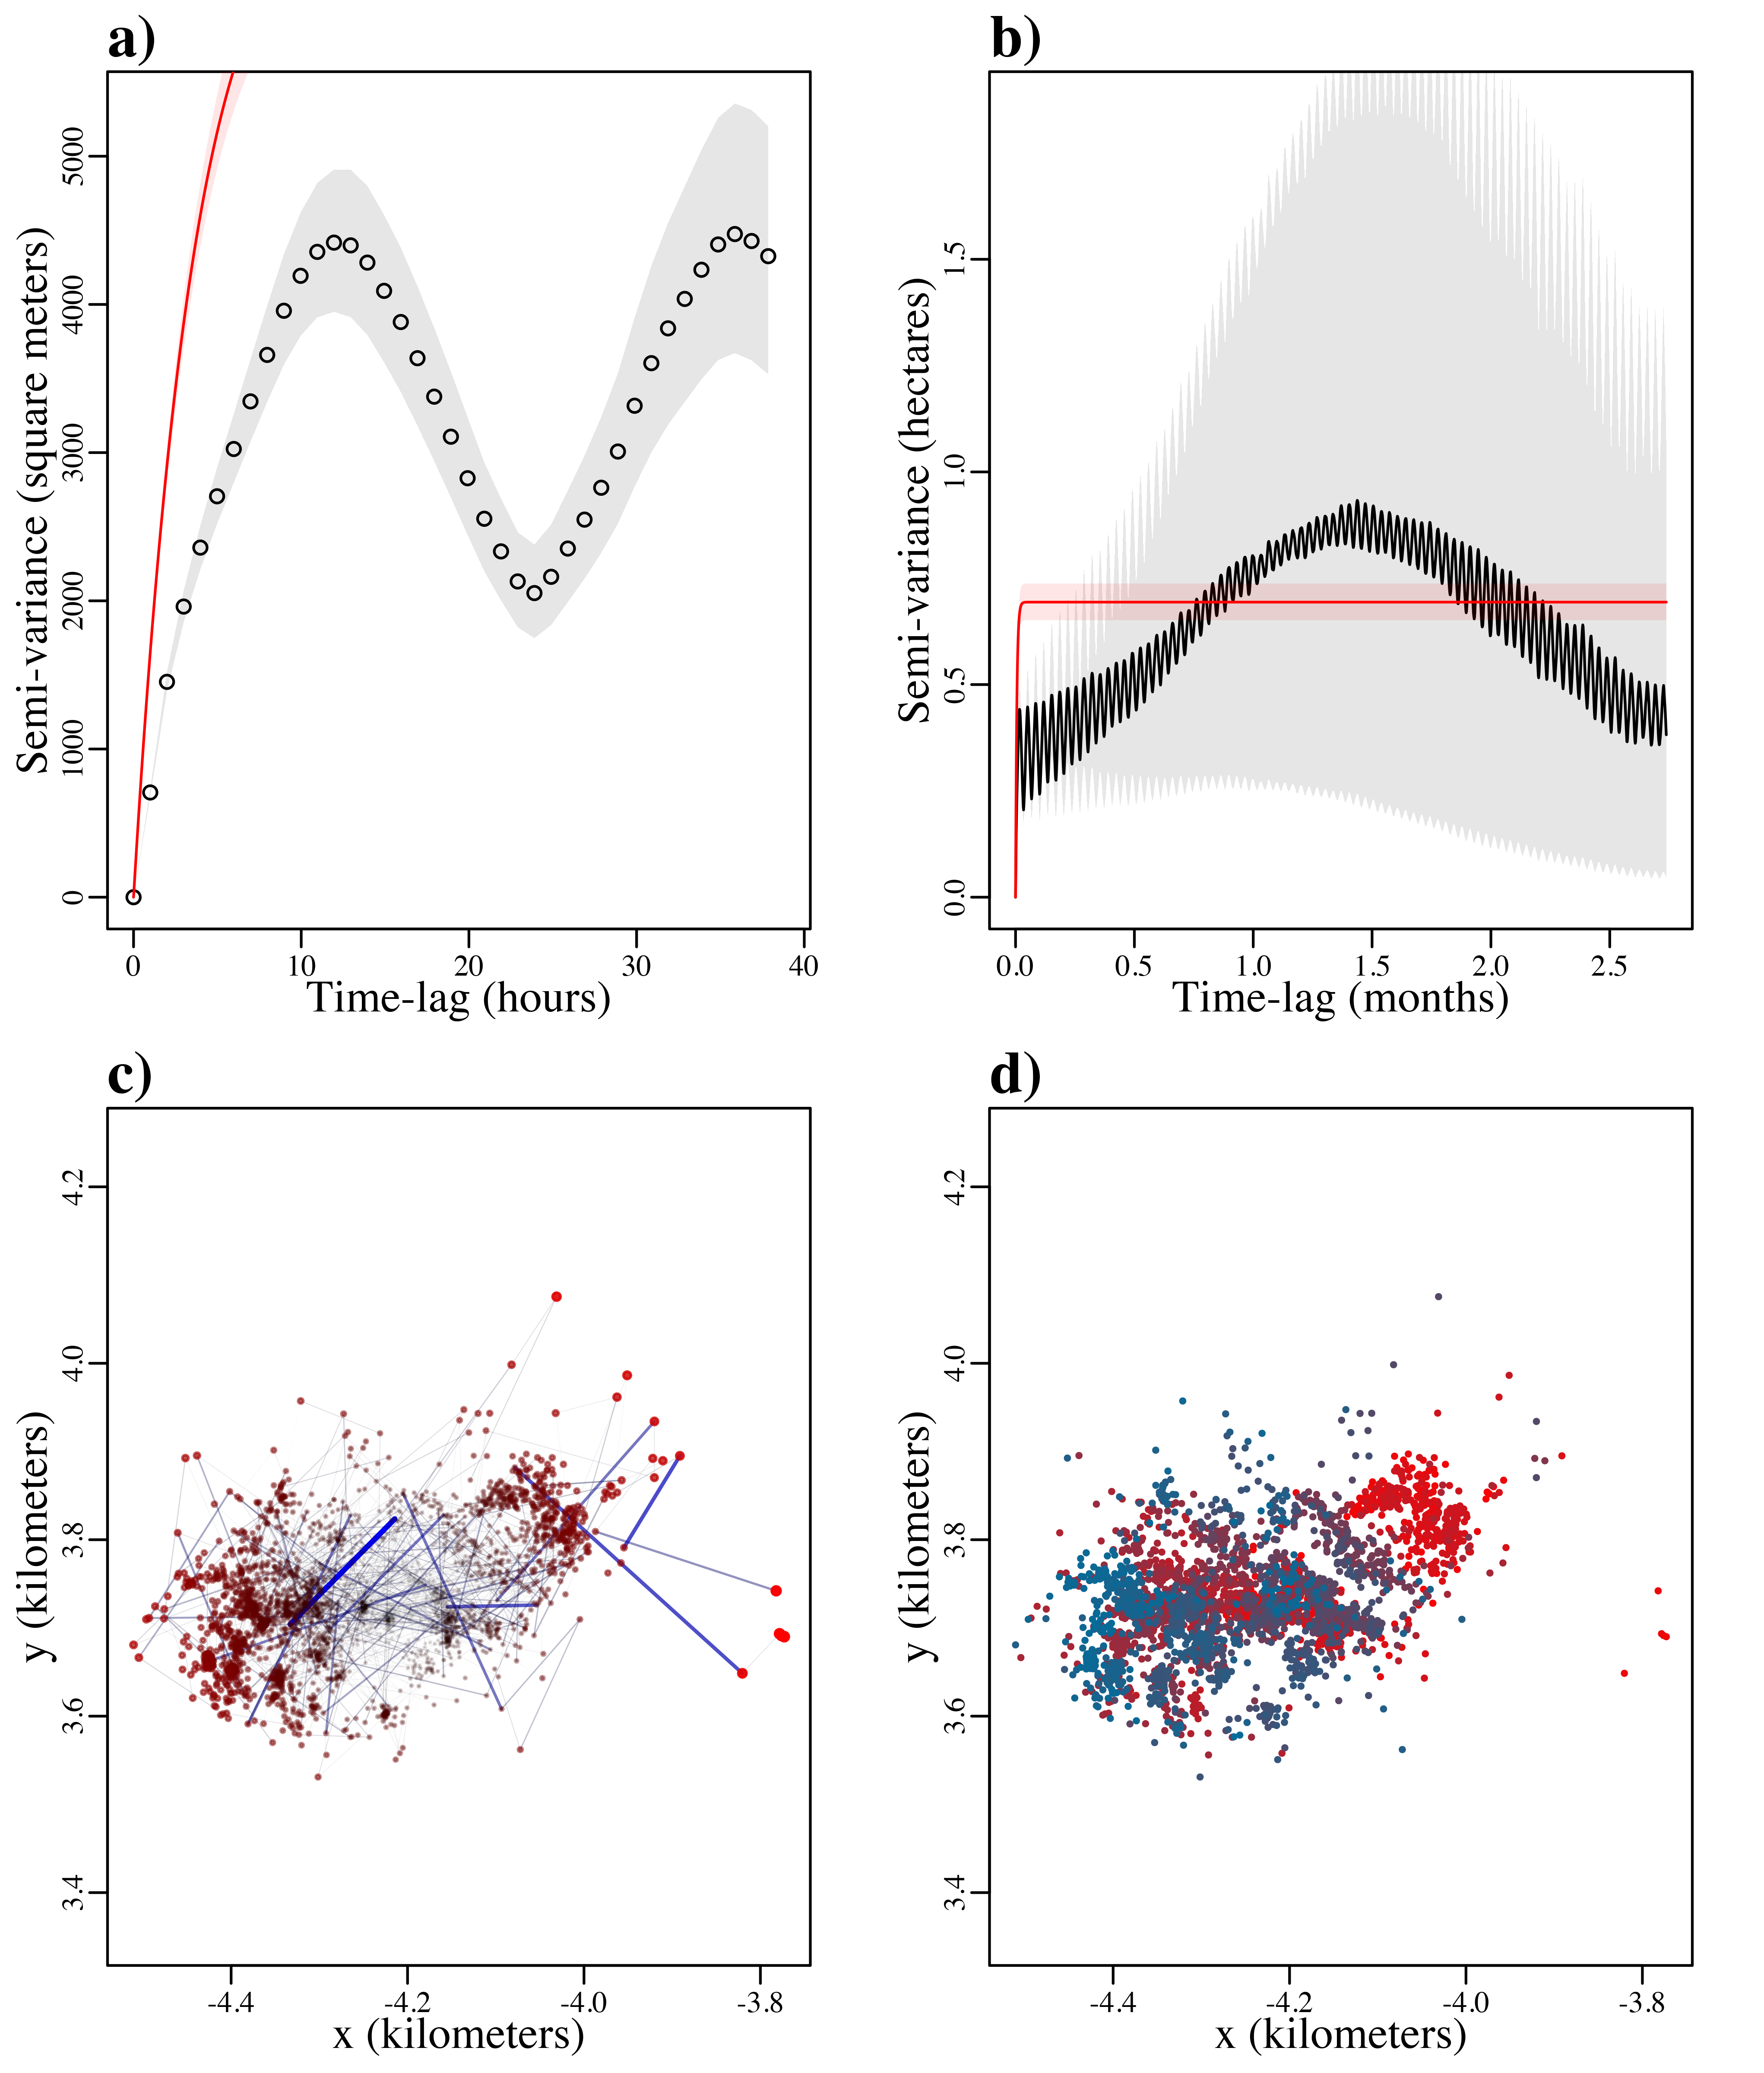 a)
Semi-variance (square meters)
5000
4000
3000
2000
1000
0
0 10 20 30 40
Time-lag (hours)
b)
Semi-variance (hectares)
1.5
1.0
0.5
0.0
0.0 0.5 1.0 1.5 2.0 2.5
Time-lag (months)
c)
y (kilometers)
4.2
4.0
3.8
3.6
3.4
-4.4 -4.2 -4.0 -3.8
x (kilometers)
d)
y (kilometers)
4.2
4.0
3.8
3.6
3.4
-4.4 -4.2 -4.0 -3.8
x (kilometers)